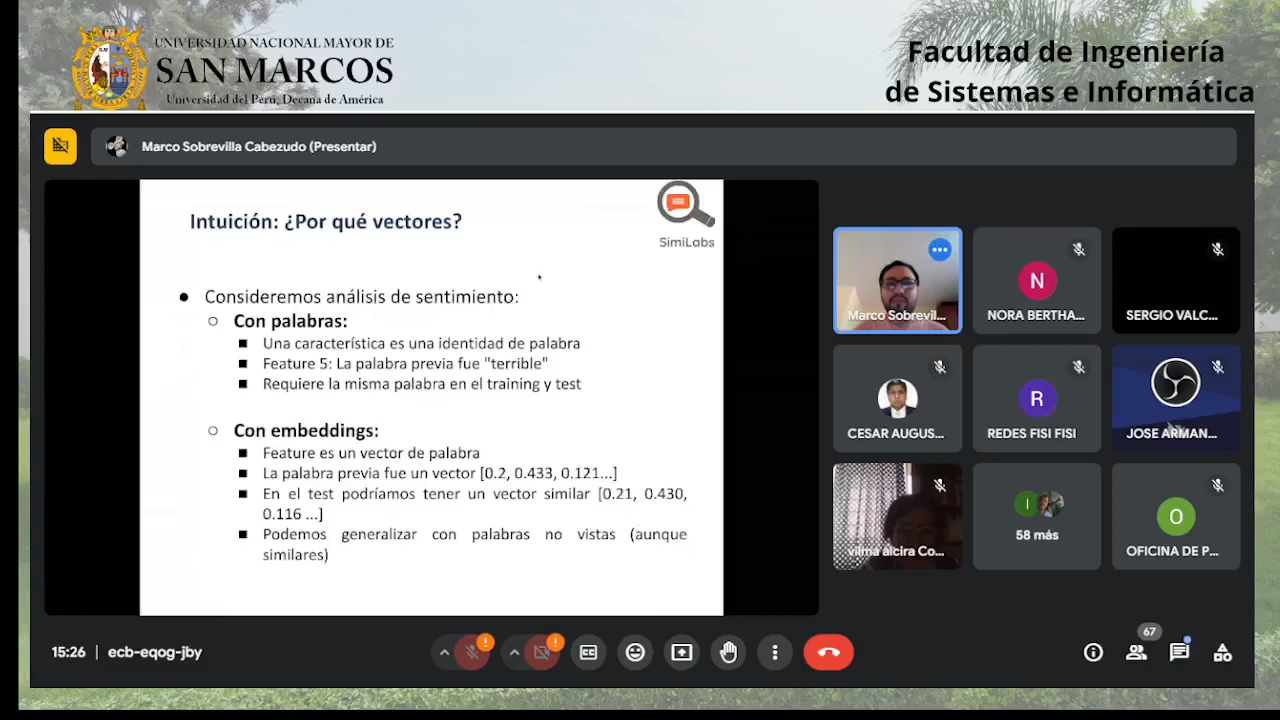 UNIVERSIDAD NACIONAL MAYOR DE
SAN MARCOS
Universidad del Perú, Decana de América
Facultad de Ingeniería
de Sistemas e Informática
Marco Sobrevilla Cabezudo (Presentar)
Intuición: ¿Por qué vectores?
SimiLabs
● Consideremos análisis de sentimiento:
○ Con palabras:
■ Una característica es una identidad de palabra
■ Feature 5: La palabra previa fue "terrible"
■ Requiere la misma palabra en el training y test
○ Con embeddings:
■ Feature es un vector de palabra
■ La palabra previa fue un vector [0.2, 0.433, 0.121...]
■ En el test podríamos tener un vector similar [0.21, 0.430,
0.116 ...]
■ Podemos generalizar con palabras no vistas (aunque
similares)
Marco Sobrevil...
N
NORA BERTHA...
SERGIO VALC...
CESAR AUGUS...
R
REDES FISI FISI
JOSE ARMAN...
vilma alcira Co...
I
58 más
O
OFICINA DE P...
15:26 | ecb-eqog-jby
67